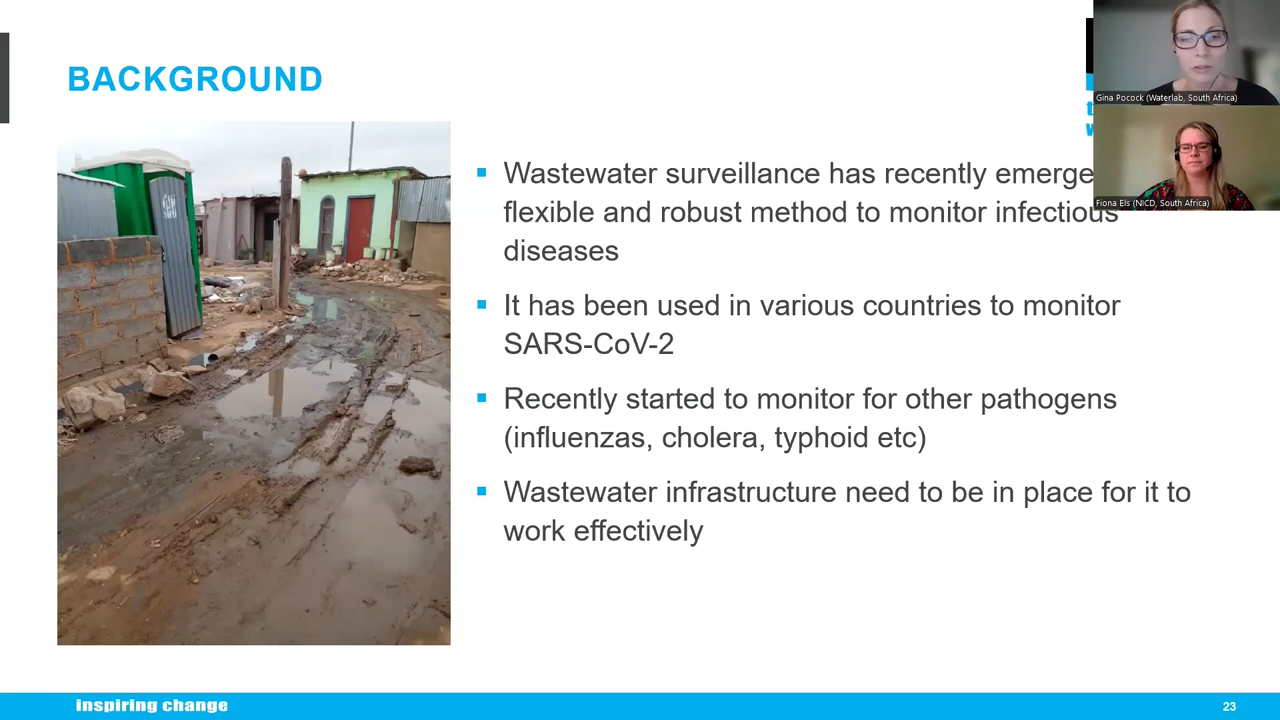 BACKGROUND
Gina Pocock (Waterlab, South Africa)
Fiona Els (NICD, South Africa)
Wastewater surveillance has recently
flexible and robust method to monitor infectious
diseases
It has been used in various countries to monitor
SARS-CoV-2
Recently started to monitor for other pathogens
(influenzas, cholera, typhoid etc)
Wastewater infrastructure need to be in place for it to
work effectively
inspiring change
23